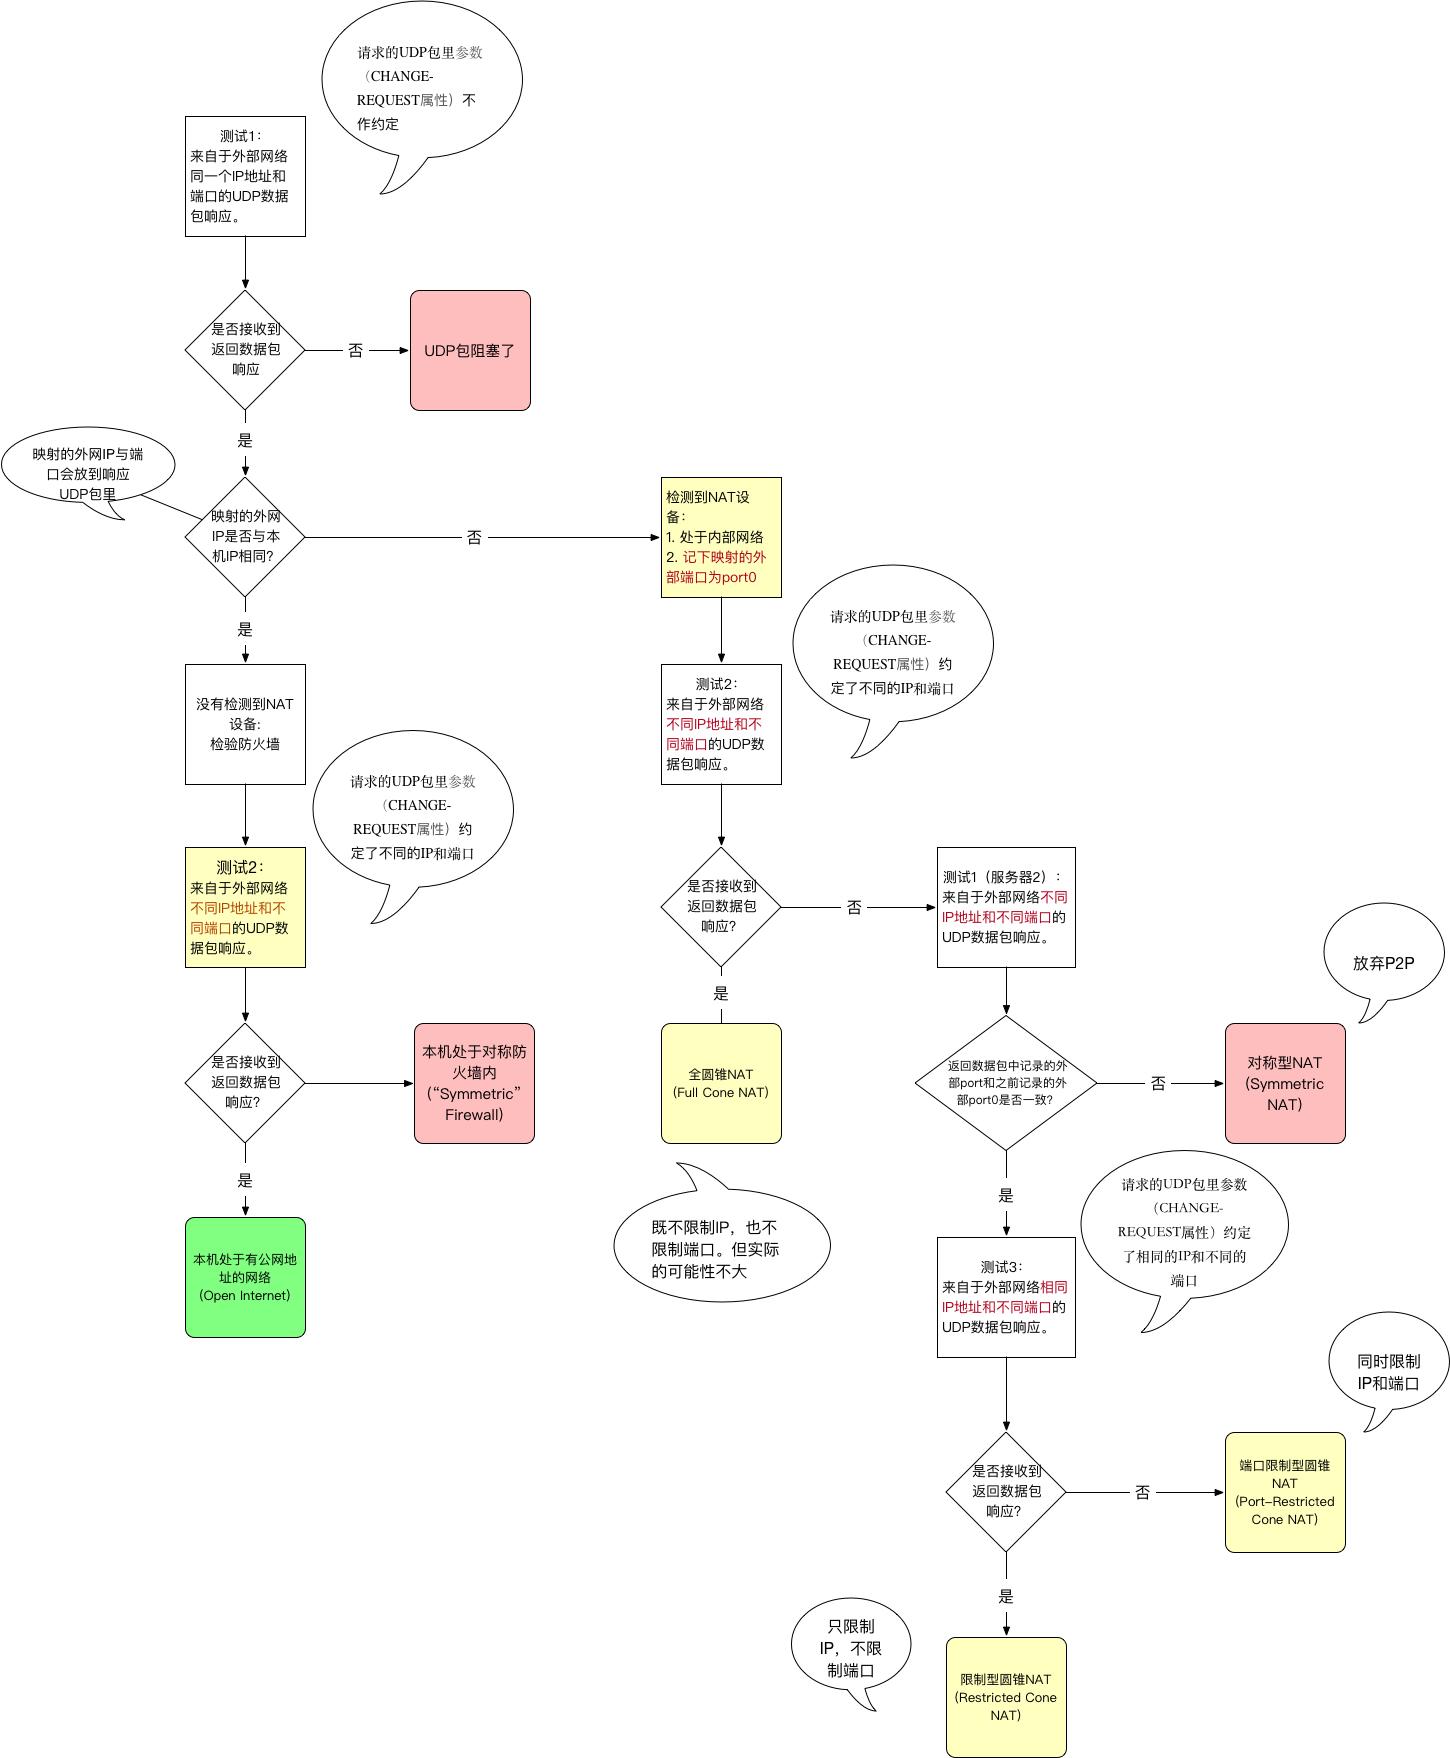 请求的UDP包里参数
（CHANGE-
REQUEST属性）不
作约定
测试1：
来自于外部网络
同一个IP地址和
端口的UDP数据
包响应。
是否接收到
返回数据包
响应
否
UDP包阻塞了
是
映射的外网IP与端
口会放到响应
UDP包里
映射的外网
IP是否与本
机IP相同?
否
检测到NAT设
备：
1. 处于内部网络
2. 记下映射的外
部端口为port0
是
请求的UDP包里参数
（CHANGE-
REQUEST属性）约
定了不同的IP和端口
没有检测到NAT
设备:
检验防火墙
测试2：
来自于外部网络
不同IP地址和不
同端口的UDP数
据包响应。
请求的UDP包里参数
（CHANGE-
REQUEST属性）约
定了不同的IP和端口
测试2：
来自于外部网络
不同IP地址和不
同端口的UDP数
据包响应。
是否接收到
返回数据包
响应?
否
测试1（服务器2）：
来自于外部网络不同
IP地址和不同端口的
UDP数据包响应。
放弃P2P
是
是否接收到
返回数据包
响应?
本机处于对称防
火墙内
(“Symmetric”
Firewall)
全圆锥NAT
(Full Cone NAT)
返回数据包中记录的外
部port和之前记录的外
部port0是否一致?
否
对称型NAT
(Symmetric
NAT)
是
本机处于有公网地
址的网络
(Open Internet)
既不限制IP，也不
限制端口。但实际
的可能性不大
是
请求的UDP包里参数
（CHANGE-
REQUEST属性）约定
了相同的IP和不同的
端口
测试3：
来自于外部网络相同
IP地址和不同端口的
UDP数据包响应。
同时限制
IP和端口
是否接收到
返回数据包
响应?
否
端口限制型圆锥
NAT
(Port-Restricted
Cone NAT)
是
只限制
IP，不限
制端口
限制型圆锥NAT
(Restricted Cone
NAT)